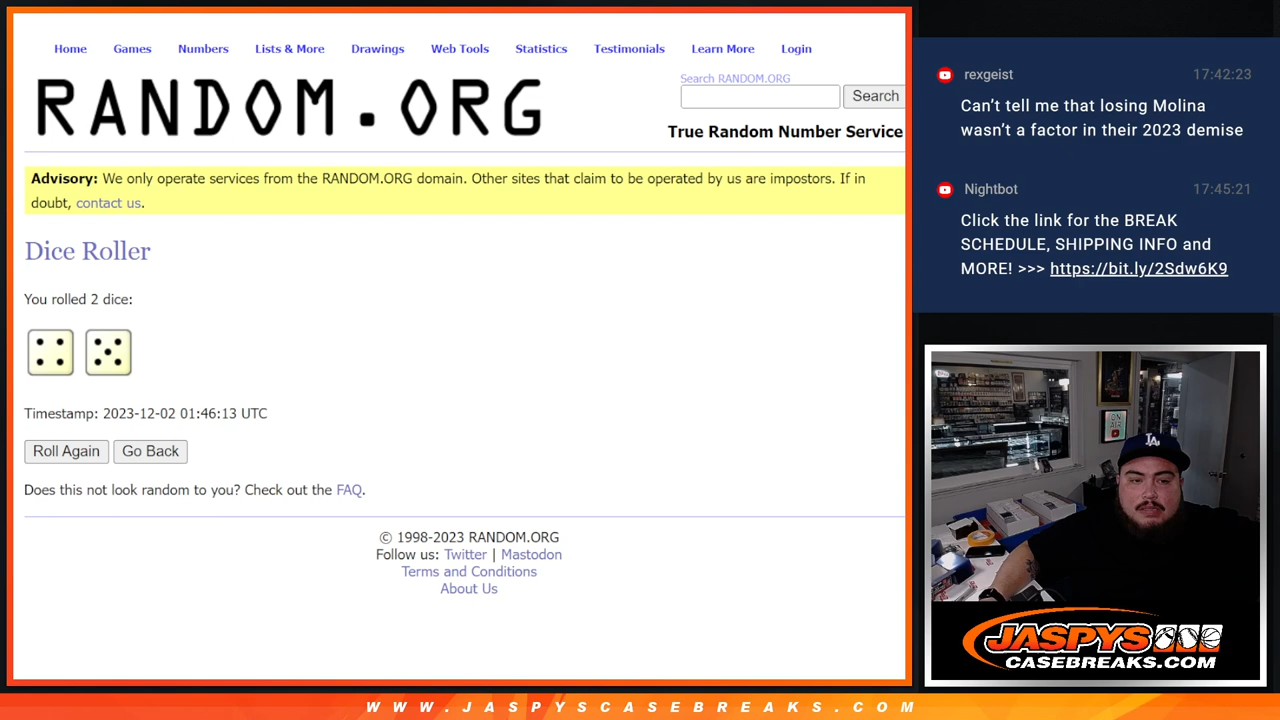 Home Games Numbers Lists & More Drawings Web Tools Statistics Testimonials Learn More Login
RANDOM.ORG
Search RANDOM.ORG
Search
True Random Number Service
Advisory: We only operate services from the RANDOM.ORG domain. Other sites that claim to be operated by us are impostors. If in
doubt, contact us.
Dice Roller
You rolled 2 dice:
Timestamp: 2023-12-02 01:46:13 UTC
Roll Again Go Back
Does this not look random to you? Check out the FAQ.
© 1998-2023 RANDOM.ORG
Follow us: Twitter | Mastodon
Terms and Conditions
About Us
rexgeist 17:42:23
Can’t tell me that losing Molina
wasn’t a factor in their 2023 demise
Nightbot 17:45:21
Click the link for the BREAK
SCHEDULE, SHIPPING INFO and
MORE! >>> https://bit.ly/2Sdw6K9
ON
AIR
LA
JASPYS
CASEBREAKS.COM
WWW.JASPYSCASEBREAKS.COM